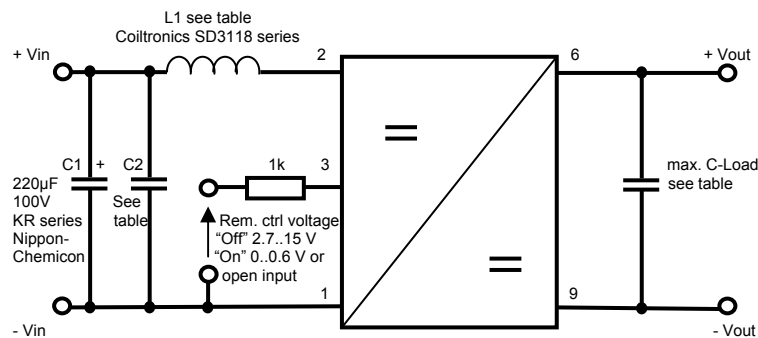 L1 see table
Coiltronics SD3118 series
+ Vin
2
6
+ Vout
C1 +
C2
1k
3
220µF
100V
KR series
Nippon-
Chemicon
See
table
Rem. ctrl voltage
“Off” 2.7..15 V
“On” 0..0.6 V or
open input
max. C-Load
see table
1
9
- Vin
- Vout